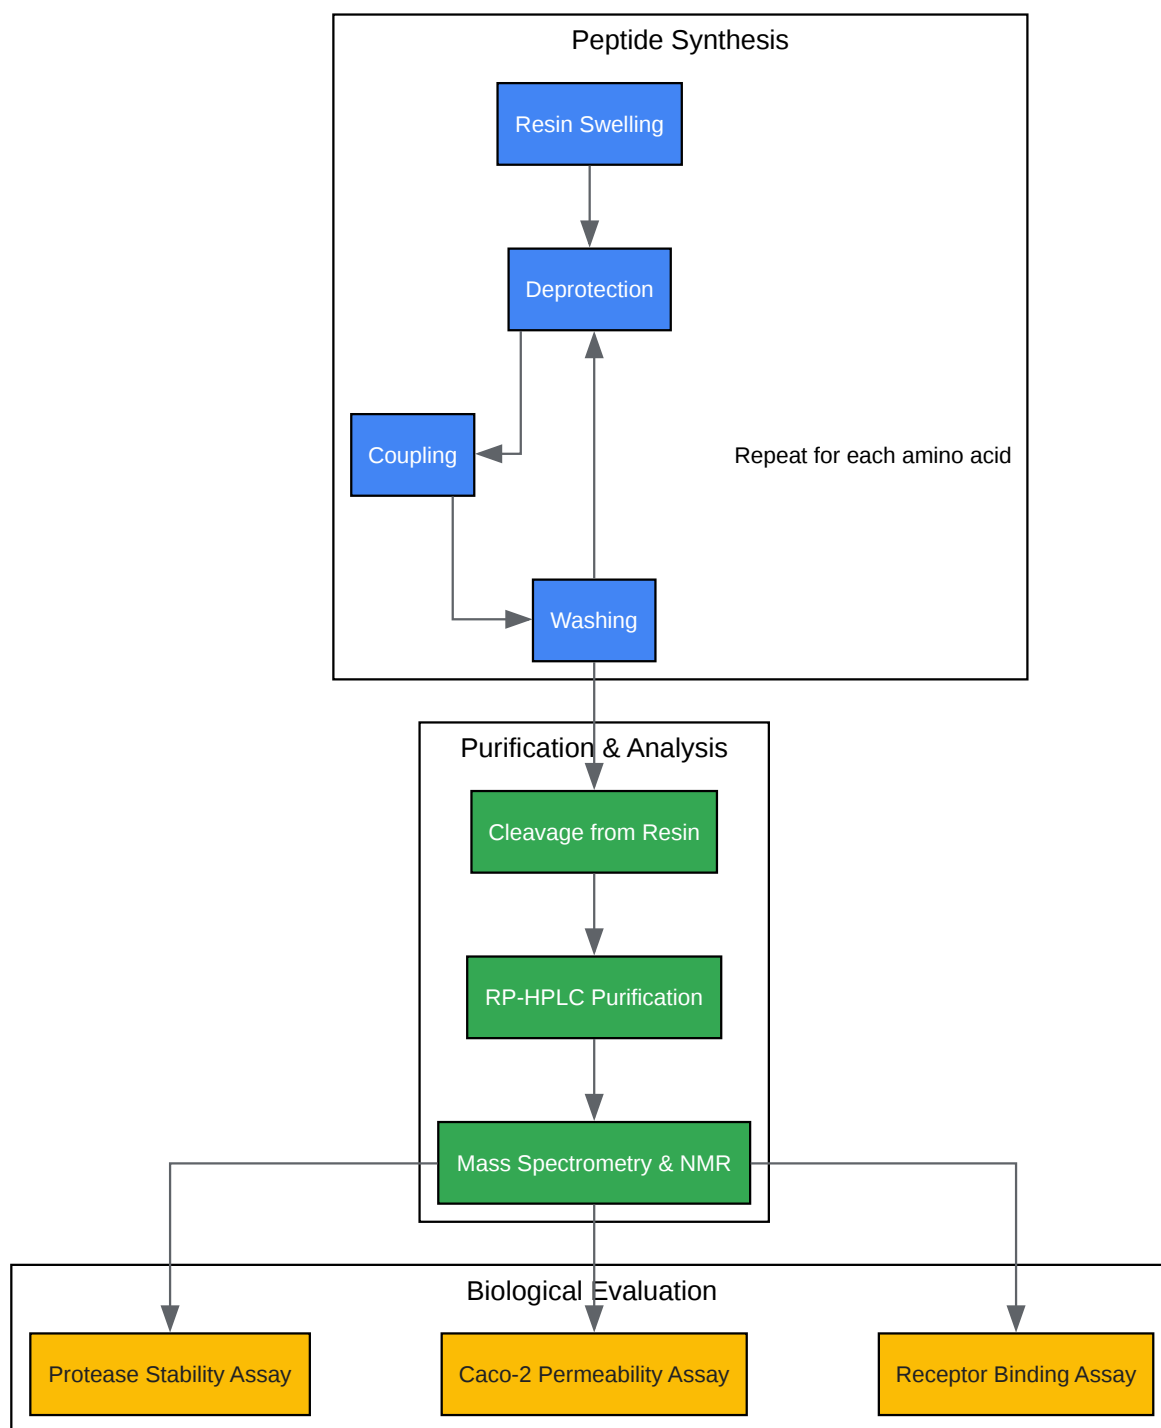 Peptide Synthesis
Resin Swelling
Deprotection
Coupling
Repeat for each amino acid
Washing
Purification & Analysis
Cleavage from Resin
RP-HPLC Purification
Mass Spectrometry & NMR
Biological Evaluation
Protease Stability Assay
Caco-2 Permeability Assay
Receptor Binding Assay